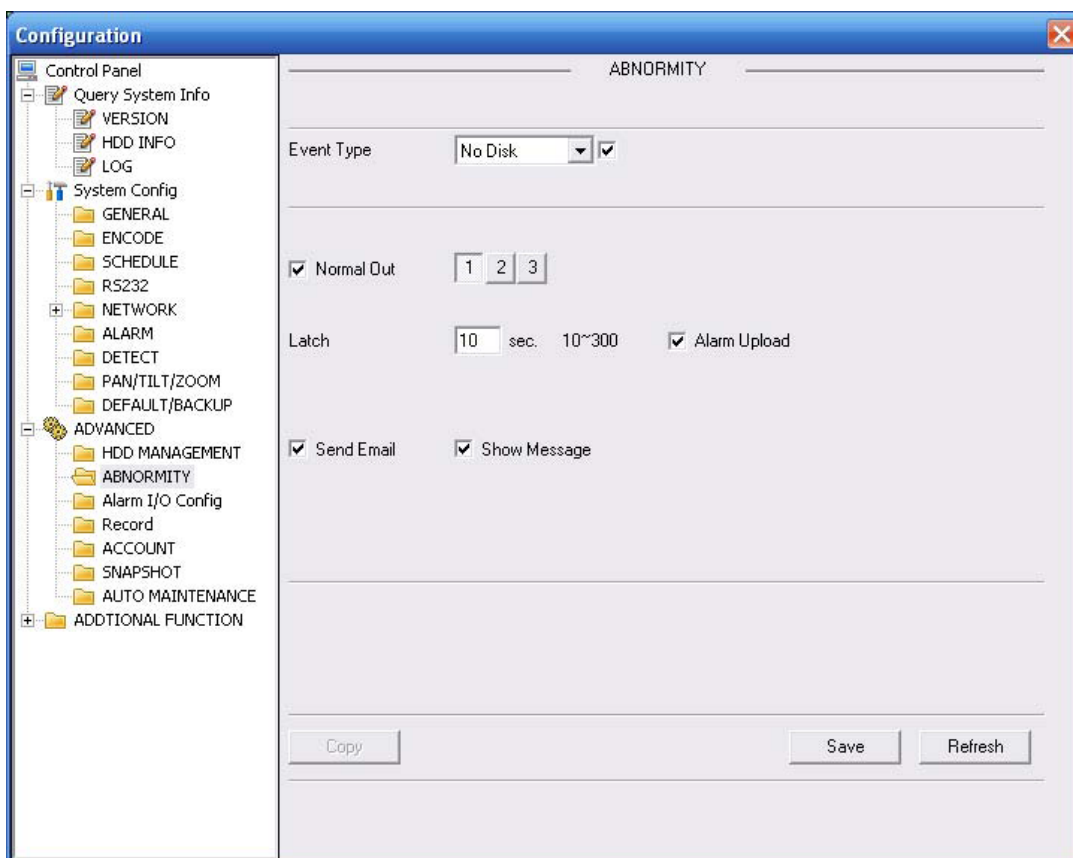 Configuration
Control Panel
Query System Info
VERSION
HDD INFO
LOG
System Config
GENERAL
ENCODE
SCHEDULE
RS232
NETWORK
ALARM
DETECT
PAN/TILT/ZOOM
DEFAULT/BACKUP
ADVANCED
HDD MANAGEMENT
ABNORMITY
Alarm I/O Config
Record
ACCOUNT
SNAPSHOT
AUTO MAINTENANCE
ADDTIONAL FUNCTION
ABNORMITY
Event Type No Disk
Normal Out 1 2 3
Latch 10 sec. 10~300 Alarm Upload
Send Email Show Message
Copy Save Refresh